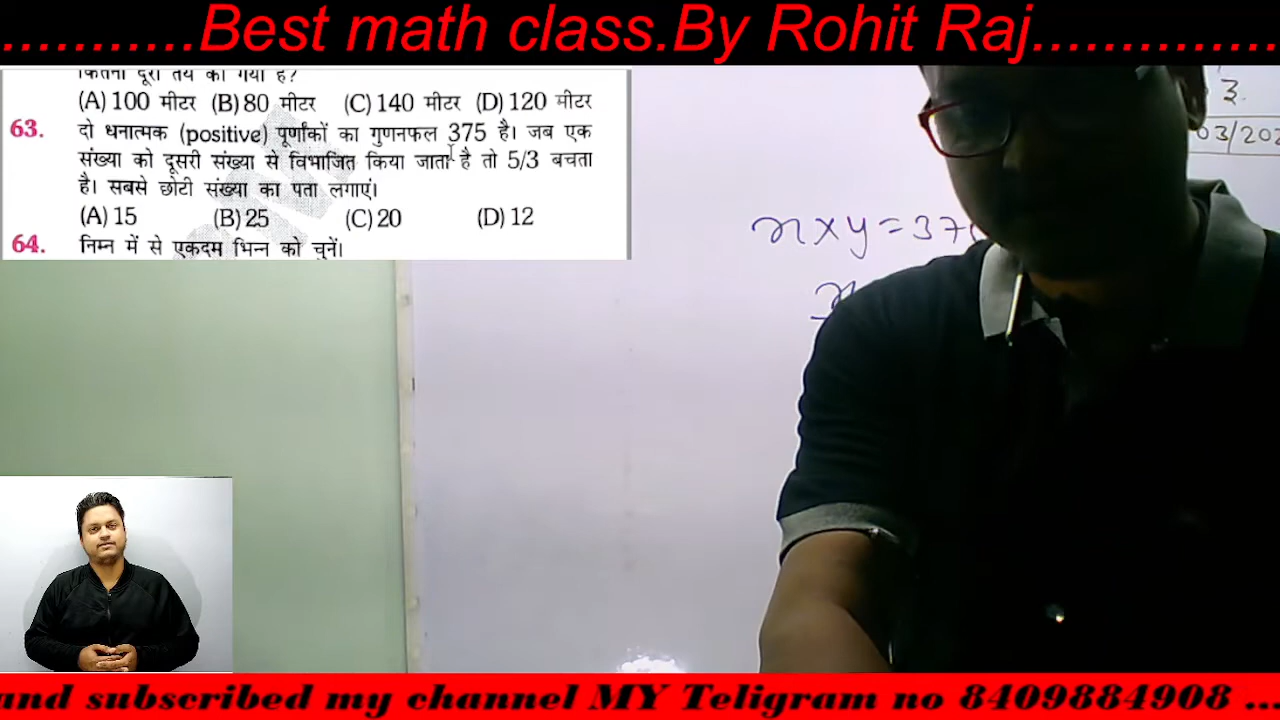 ...........Best math class.By Rohit Raj..............
कितनी दूरी तय की गयी है?
(A) 100 मीटर (B) 80 मीटर (C) 140 मीटर (D) 120 मीटर
63. दो धनात्मक (positive) पूर्णांकों का गुणनफल 375 है। जब एक
संख्या को दूसरी संख्या से विभाजित किया जाता है तो 5/3 बचता
है। सबसे छोटी संख्या का पता लगाएं।
(A) 15 (B) 25 (C) 20 (D) 12
64. निम्न में से एकदम भिन्न को चुनें।
03/202
x x y = 37
and subscribed my channel MY Teligram no 8409884908 ...